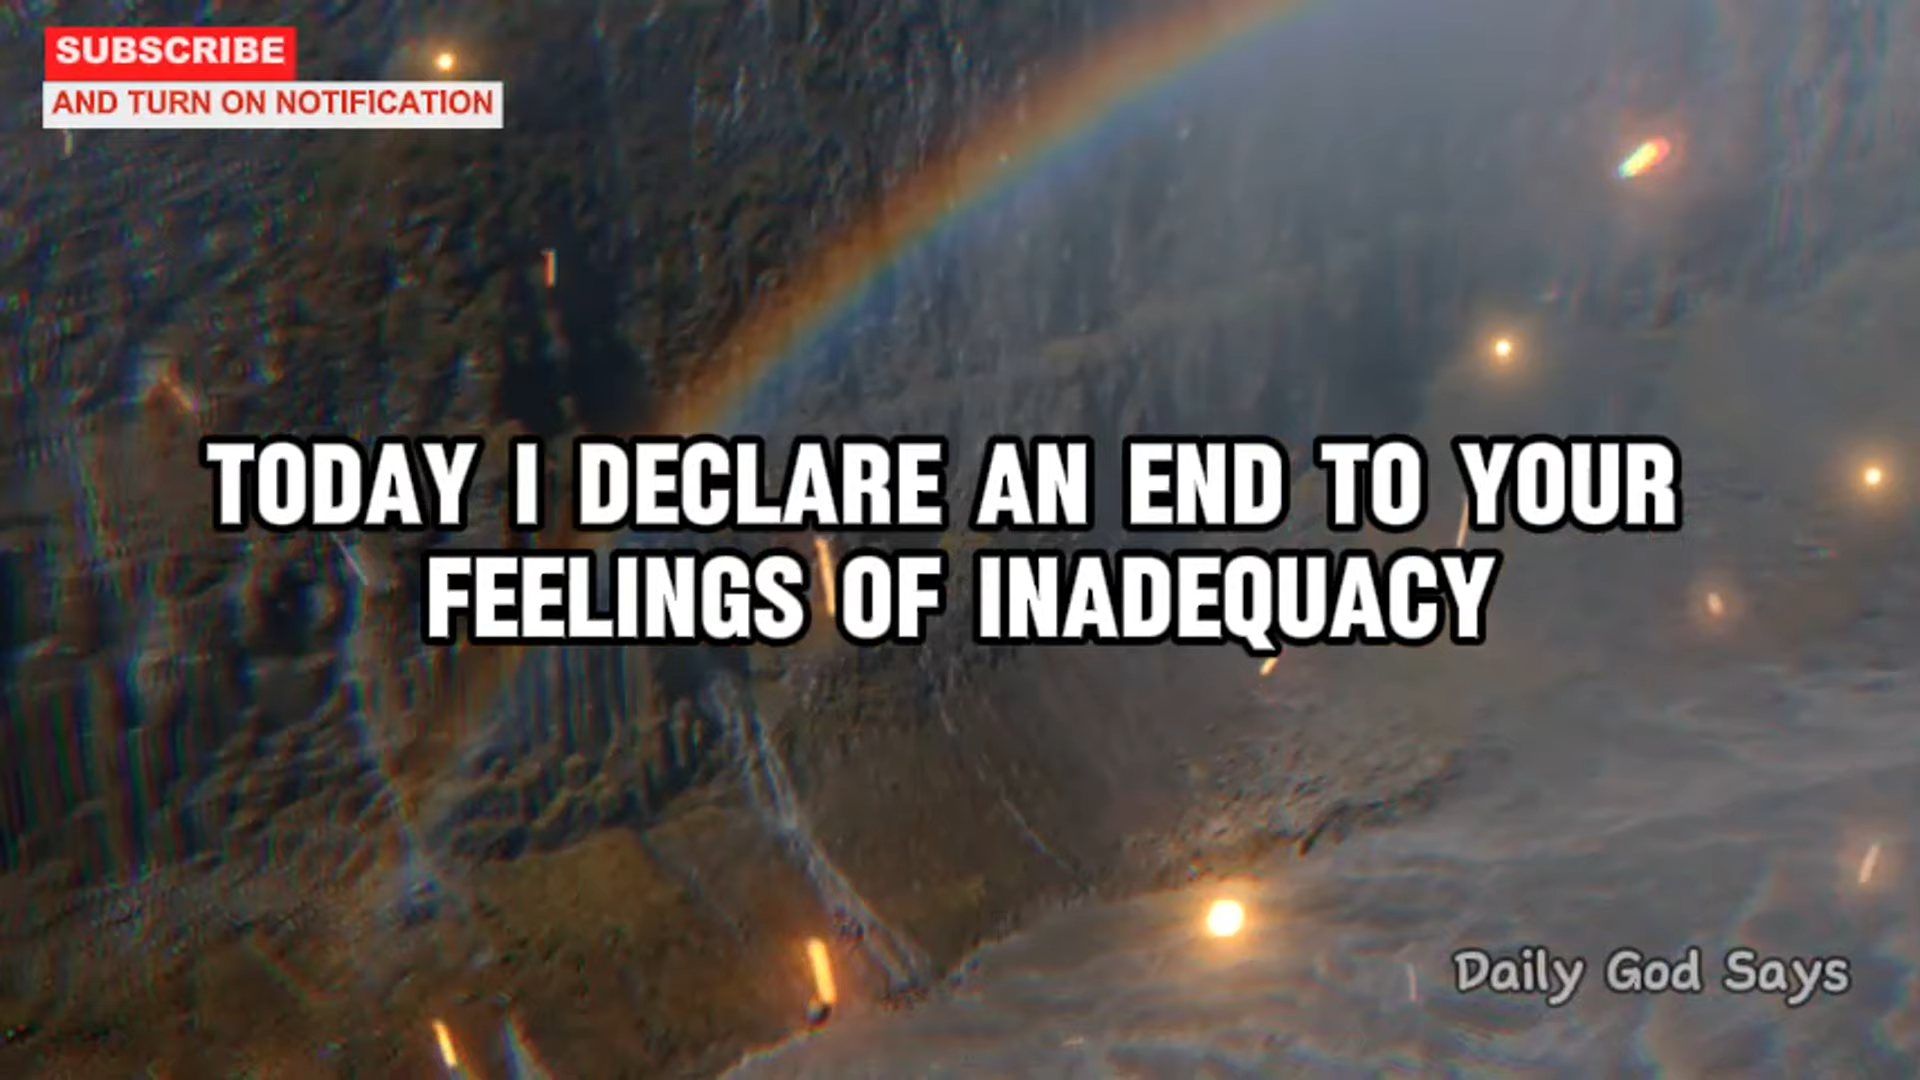 SUBSCRIBE
AND TURN ON NOTIFICATION
TODAY I DECLARE AN END TO YOUR
FEELINGS OF INADEQUACY
Daily God Says